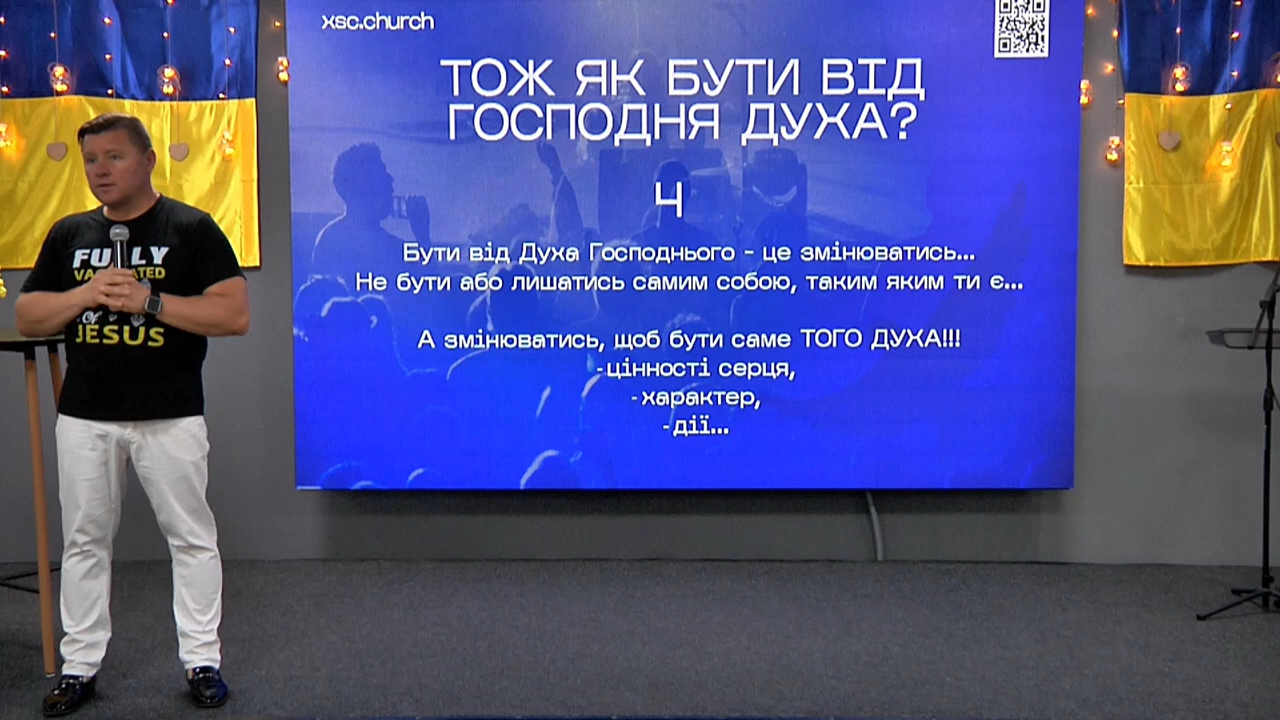 xsc.church
ТОЖ ЯК БУТИ ВІД
ГОСПОДНЯ ДУХА?
4
Бути від Духа Господнього - це змінюватись...
Не бути або лишатись самим собою, таким яким ти є...
А змінюватись, щоб бути саме ТОГО ДУХА!!!
-цінності серця,
-характер,
-дії...
FULLY
OF
JESUS